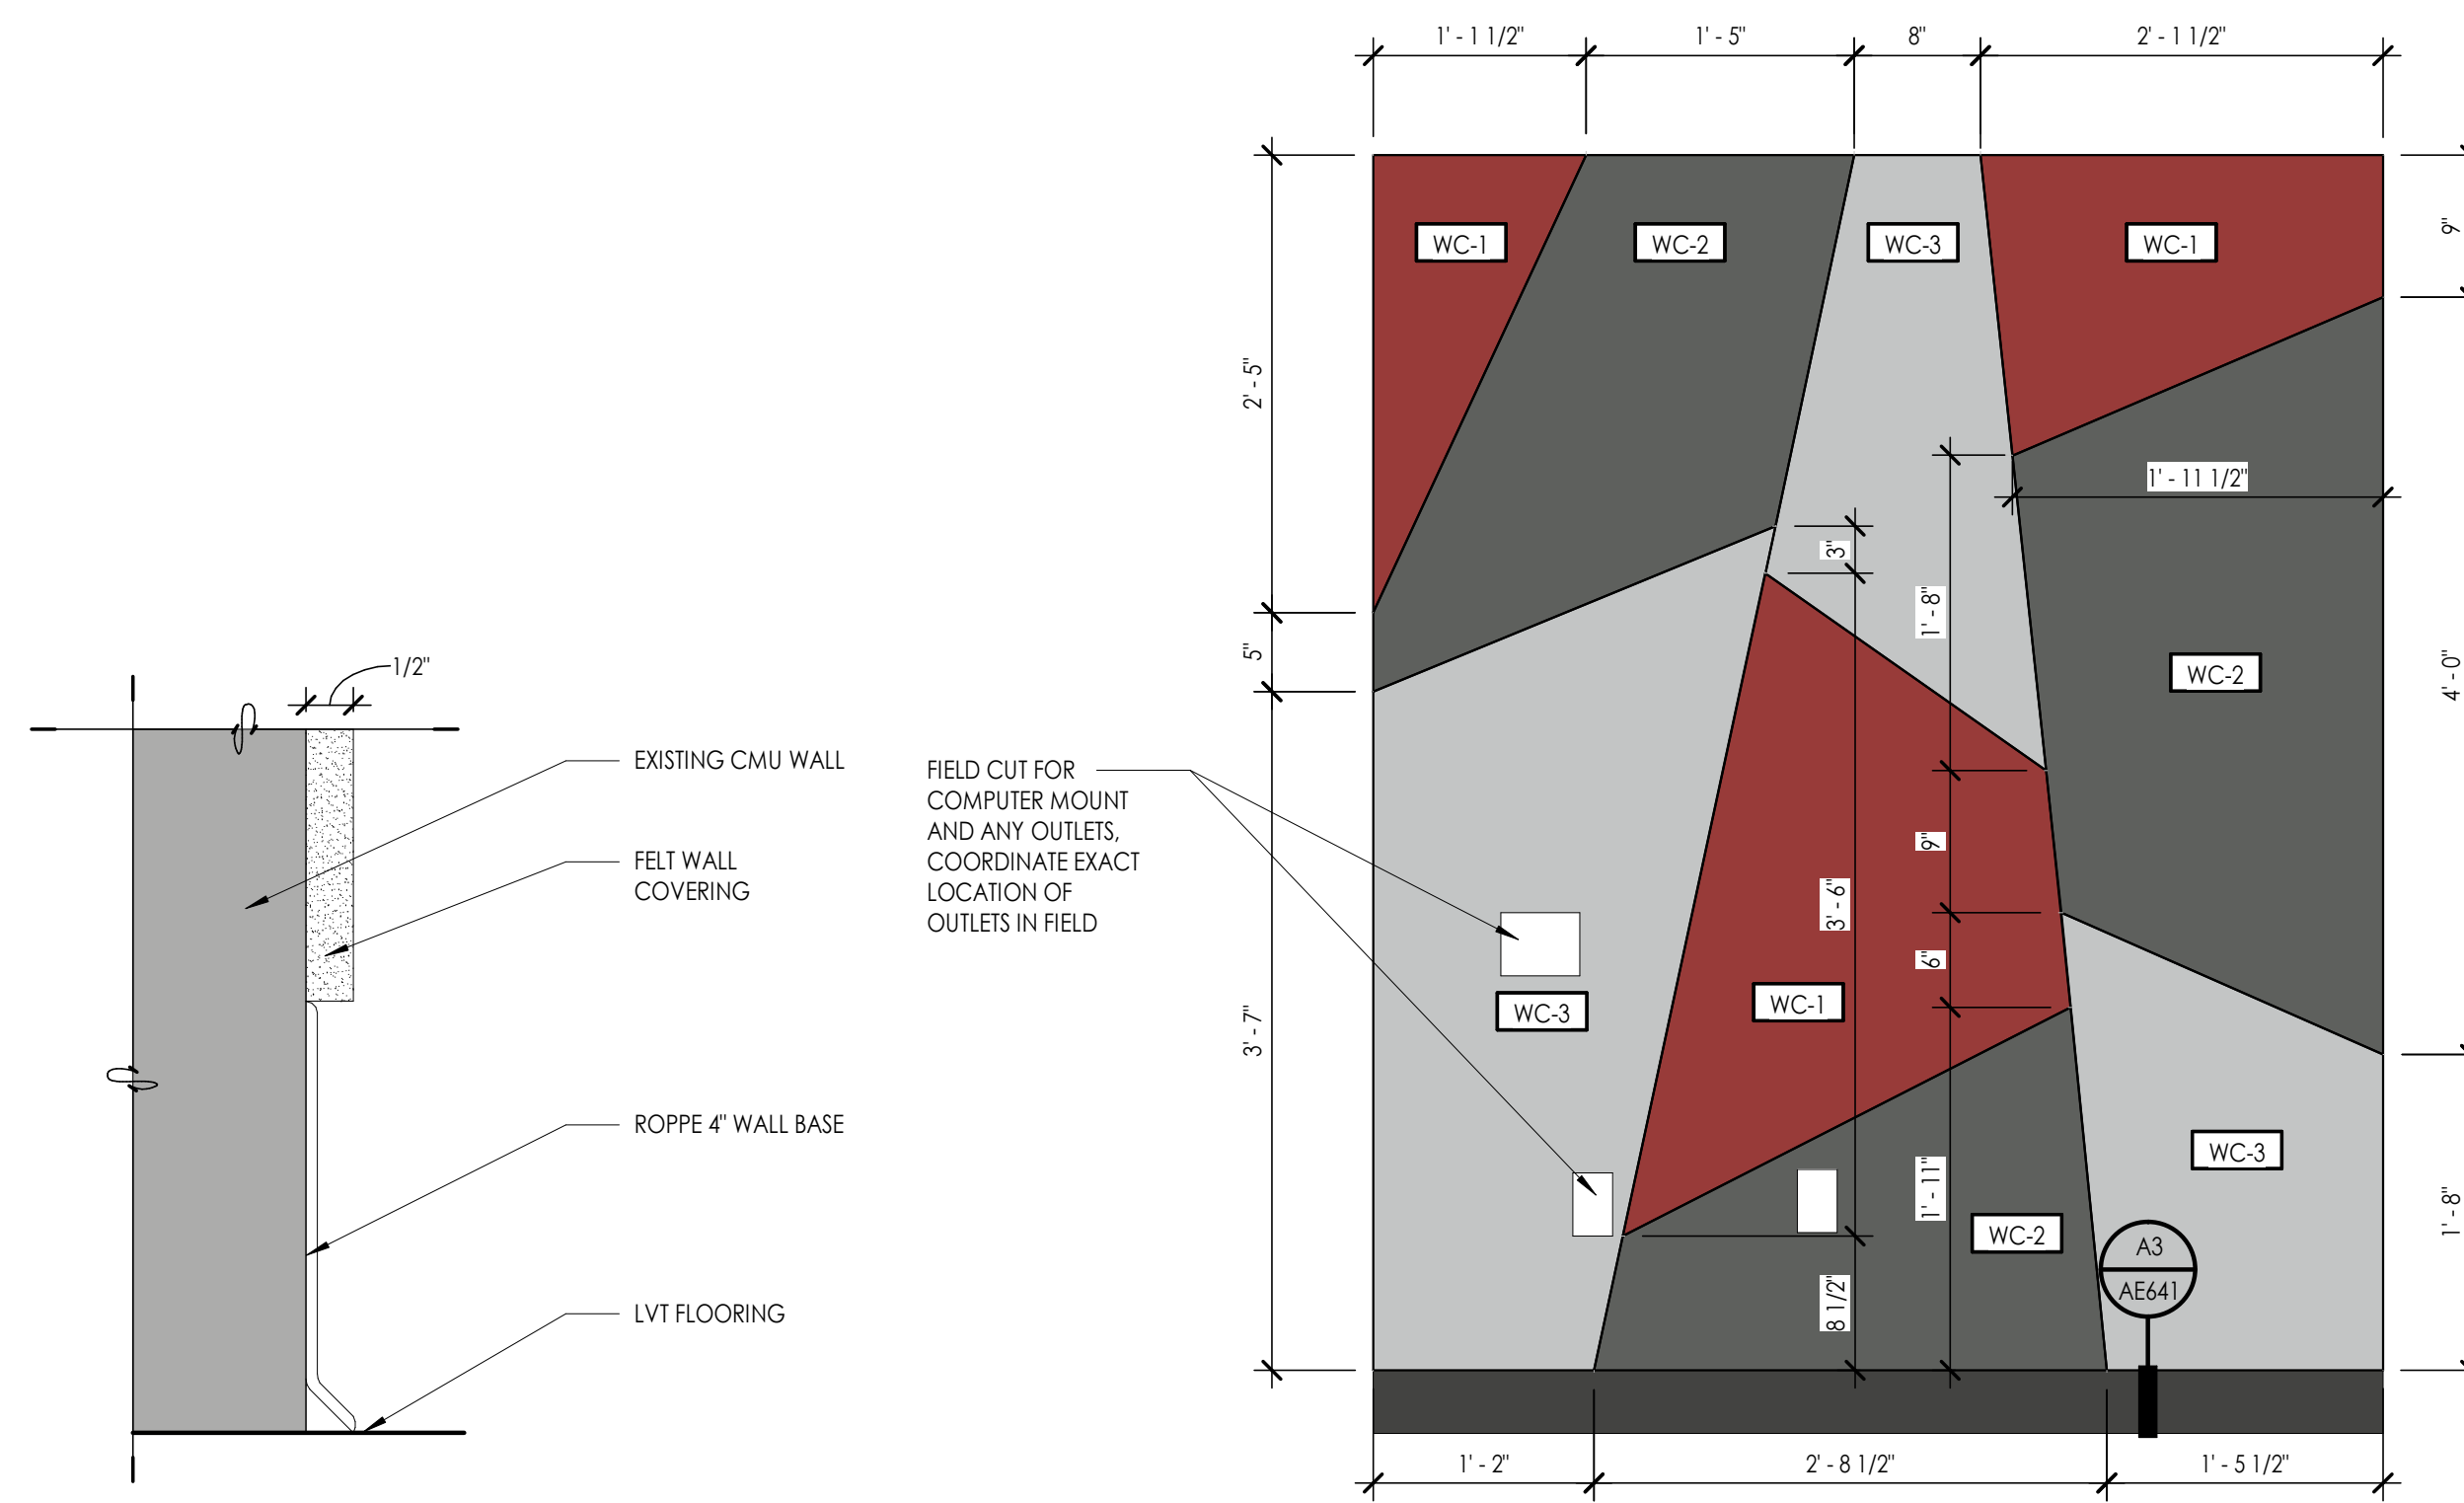 1' - 1 1/2"
1' - 5"
8"
2' - 1 1/2"
WC-1
WC-2
WC-3
WC-1
9"
2' - 5"
1' - 11 1/2"
3"
1' - 8"
5"
WC-2
4' - 0"
1/2"
EXISTING CMU WALL
FELT WALL
COVERING
ROPPE 4" WALL BASE
LVT FLOORING
FIELD CUT FOR
COMPUTER MOUNT
AND ANY OUTLETS,
COORDINATE EXACT
LOCATION OF
OUTLETS IN FIELD
9"
3' - 6"
6"
WC-3
WC-1
3' - 7"
WC-3
1' - 11"
1' - 8"
WC-2
A3
AE641
8 1/2"
1' - 2"
2' - 8 1/2"
1' - 5 1/2"